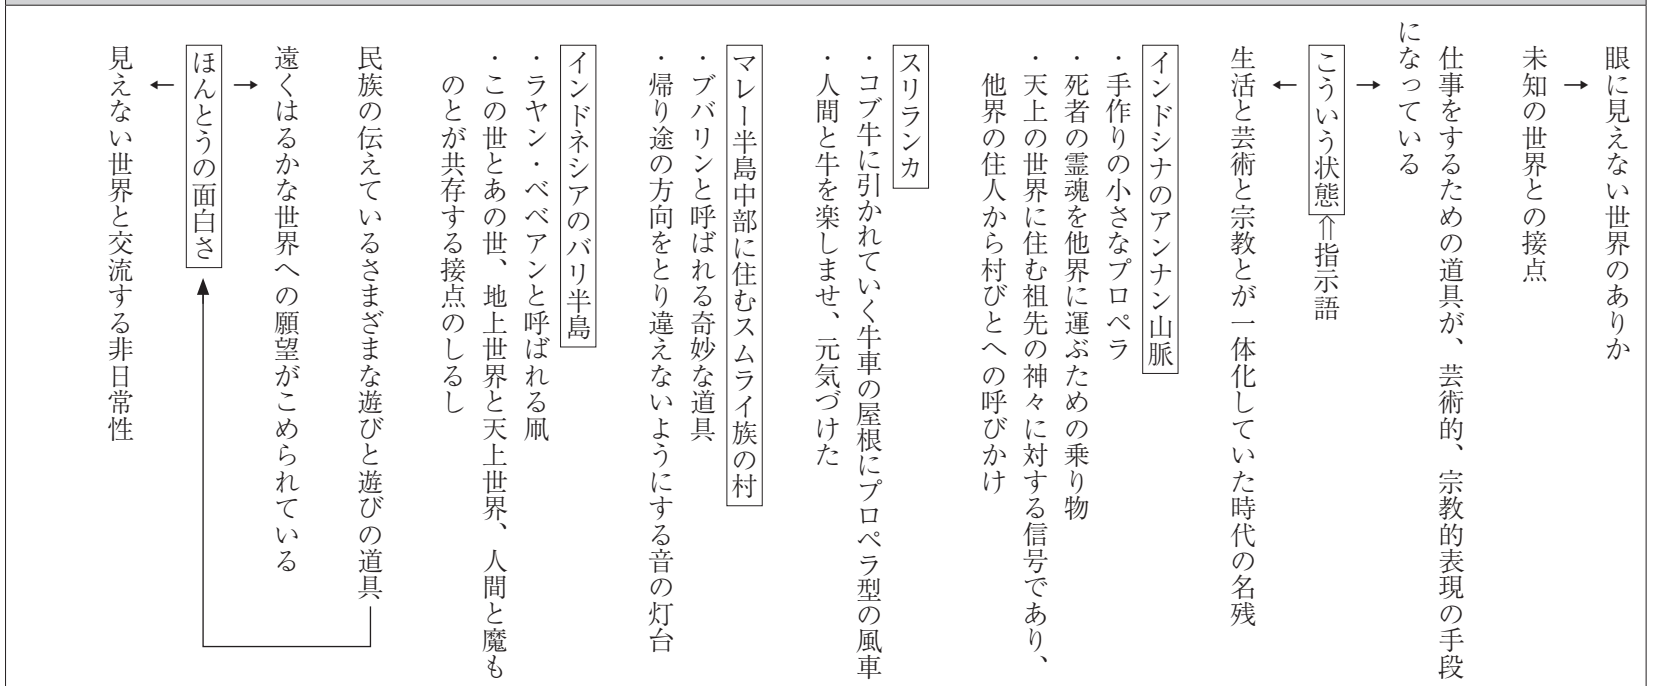 眼に見えない世界のありか
→
未知の世界との接点
仕事をするための道具が、芸術的、宗教的表現の手段
になっている
→
こういう状態⇑指示語
←
生活と芸術と宗教とが一体化していた時代の名残
インドシナのアンナン山脈
・手作りの小さなプロペラ
・死者の霊魂を他界に運ぶための乗り物
・天上の世界に住む祖先の神々に対する信号であり、
他界の住人から村びとへの呼びかけ
スリランカ
・コブ牛に引かれていく牛車の屋根にプロペラ型の風車
・人間と牛を楽しませ、元気づけた
マレー半島中部に住むスムライ族の村
・ブバリンと呼ばれる奇妙な道具
・帰り途の方向をとり違えないようにする音の灯台
インドネシアのバリ半島
・ラヤン・ベベアンと呼ばれる凧
・この世とあの世、地上世界と天上世界、人間と魔も
のとが共存する接点のしるし
民族の伝えているさまざまな遊びと遊びの道具
遠くはるかな世界への願望がこめられている
→
ほんとうの面白さ
←
見えない世界と交流する非日常性